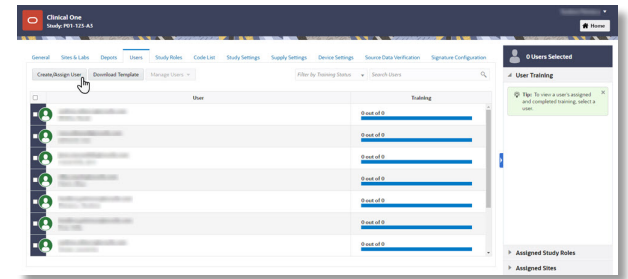 Clinical One
Study: P01-123-A3
Home
General Sites & Labs Depots Users Study Roles Code List Study Settings Supply Settings Device Settings Source Data Verification Signature Configuration
Create/Assign User Download Template Manage Users Filter by Training Status Search Users
User Training
0 out of 0
0 out of 0
0 out of 0
0 out of 0
0 out of 0
0 out of 0
0 out of 0
0 Users Selected
User Training
Tip: To view a user's assigned
and completed training, select a
user.
Assigned Study Roles
Assigned Sites